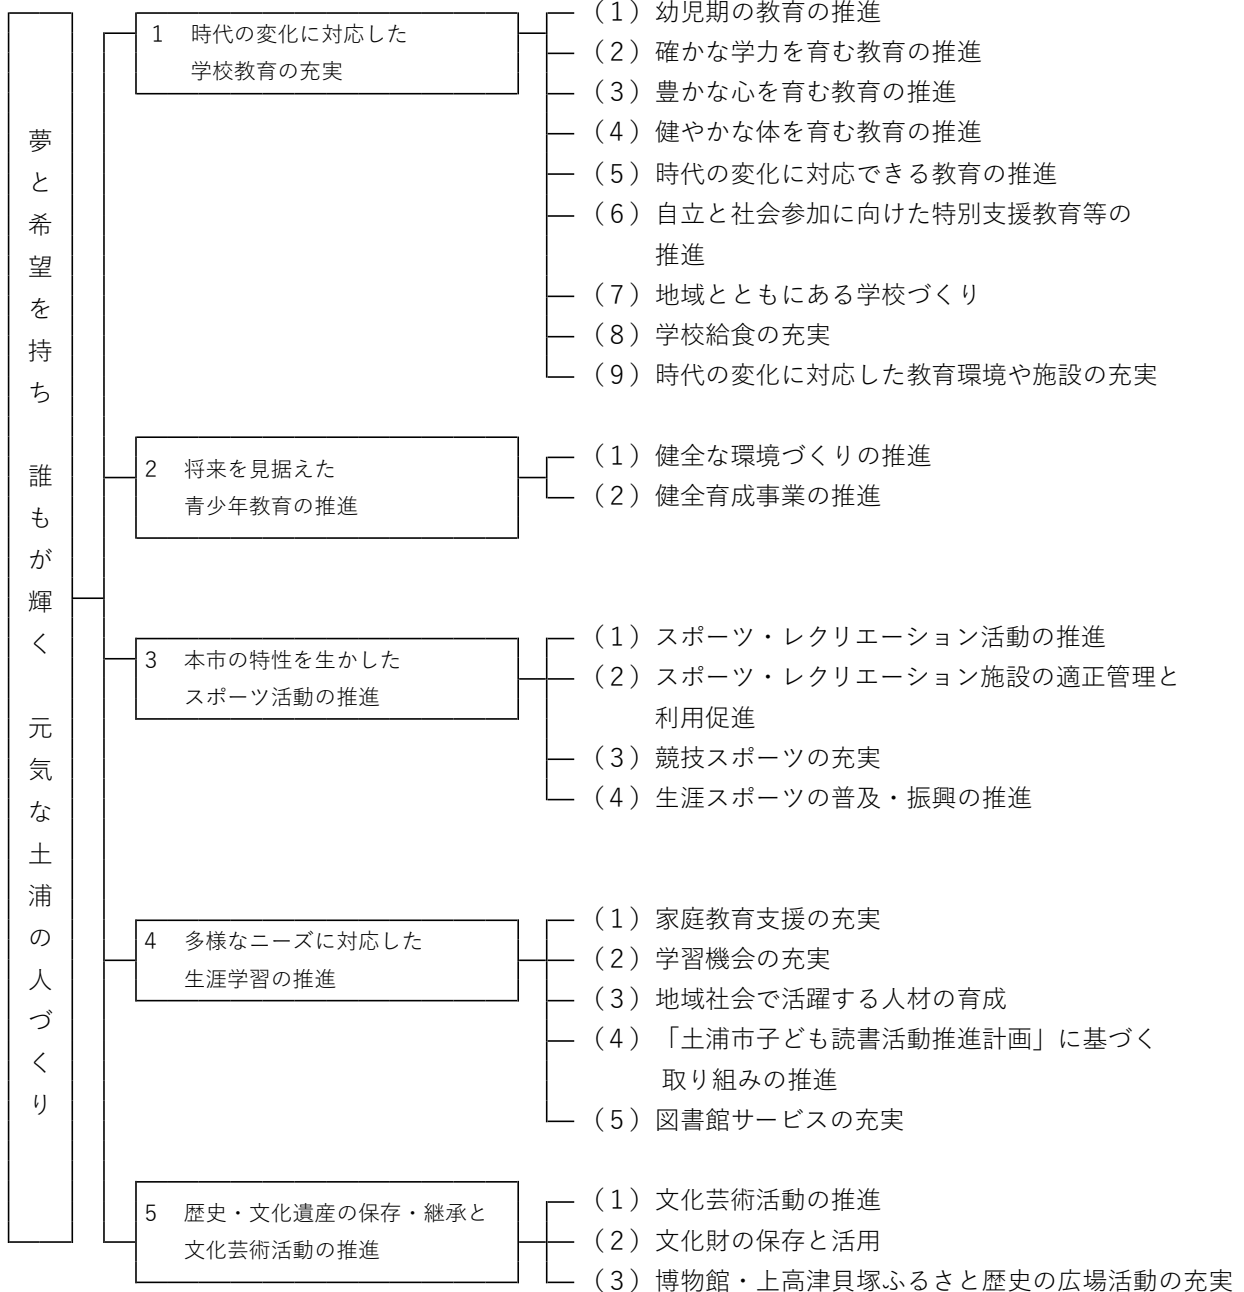 夢と希望を持ち　誰もが輝く　元気な土浦の人づくり
1　時代の変化に対応した
学校教育の充実
（1）幼児期の教育の推進
（2）確かな学力を育む教育の推進
（3）豊かな心を育む教育の推進
（4）健やかな体を育む教育の推進
（5）時代の変化に対応できる教育の推進
（6）自立と社会参加に向けた特別支援教育等の
推進
（7）地域とともにある学校づくり
（8）学校給食の充実
（9）時代の変化に対応した教育環境や施設の充実
2　将来を見据えた
青少年教育の推進
（1）健全な環境づくりの推進
（2）健全育成事業の推進
3　本市の特性を生かした
スポーツ活動の推進
（1）スポーツ・レクリエーション活動の推進
（2）スポーツ・レクリエーション施設の適正管理と
利用促進
（3）競技スポーツの充実
（4）生涯スポーツの普及・振興の推進
4　多様なニーズに対応した
生涯学習の推進
（1）家庭教育支援の充実
（2）学習機会の充実
（3）地域社会で活躍する人材の育成
（4）「土浦市子ども読書活動推進計画」に基づく
取り組みの推進
（5）図書館サービスの充実
5　歴史・文化遺産の保存・継承と
文化芸術活動の推進
（1）文化芸術活動の推進
（2）文化財の保存と活用
（3）博物館・上高津貝塚ふるさと歴史の広場活動の充実